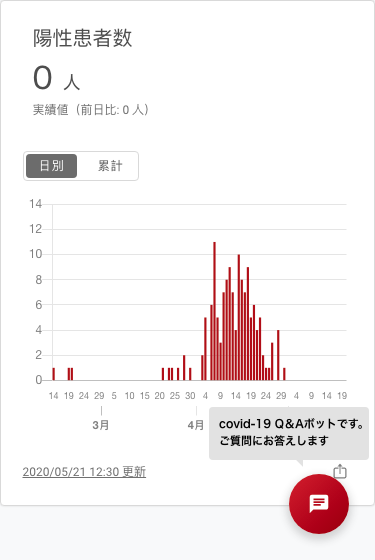 陽性患者数
0 人
実績値（前日比: 0 人）
日別 累計
14
12
10
8
6
4
2
0
14 19 24 29 5 10 15 20 25 30 4 9 14 19 24 29 4 9 14 19
3月 4月
covid-19 Q&Aボットです。
ご質問にお答えします
2020/05/21 12:30 更新